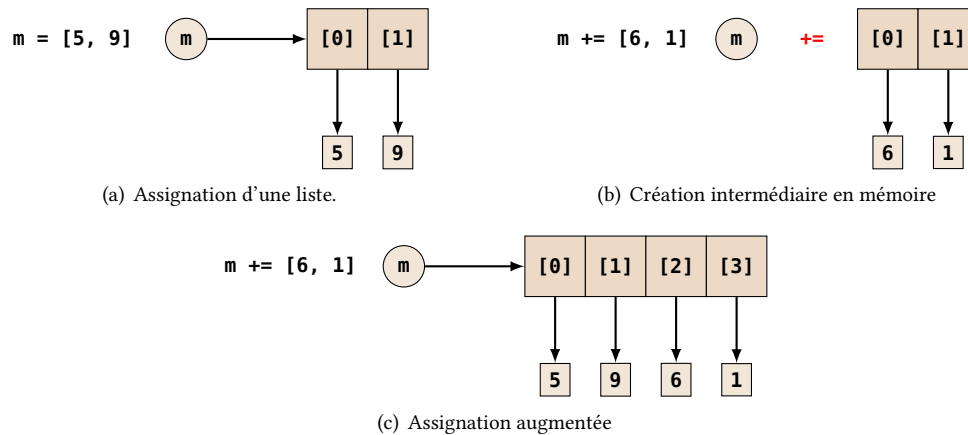 m = [5, 9] m [0] [1]
5 9
(a) Assignation d'une liste.
m += [6, 1] m += [0] [1]
6 1
(b) Création intermédiaire en mémoire
m += [6, 1] m [0] [1] [2] [3]
5 9 6 1
(c) Assignation augmentée